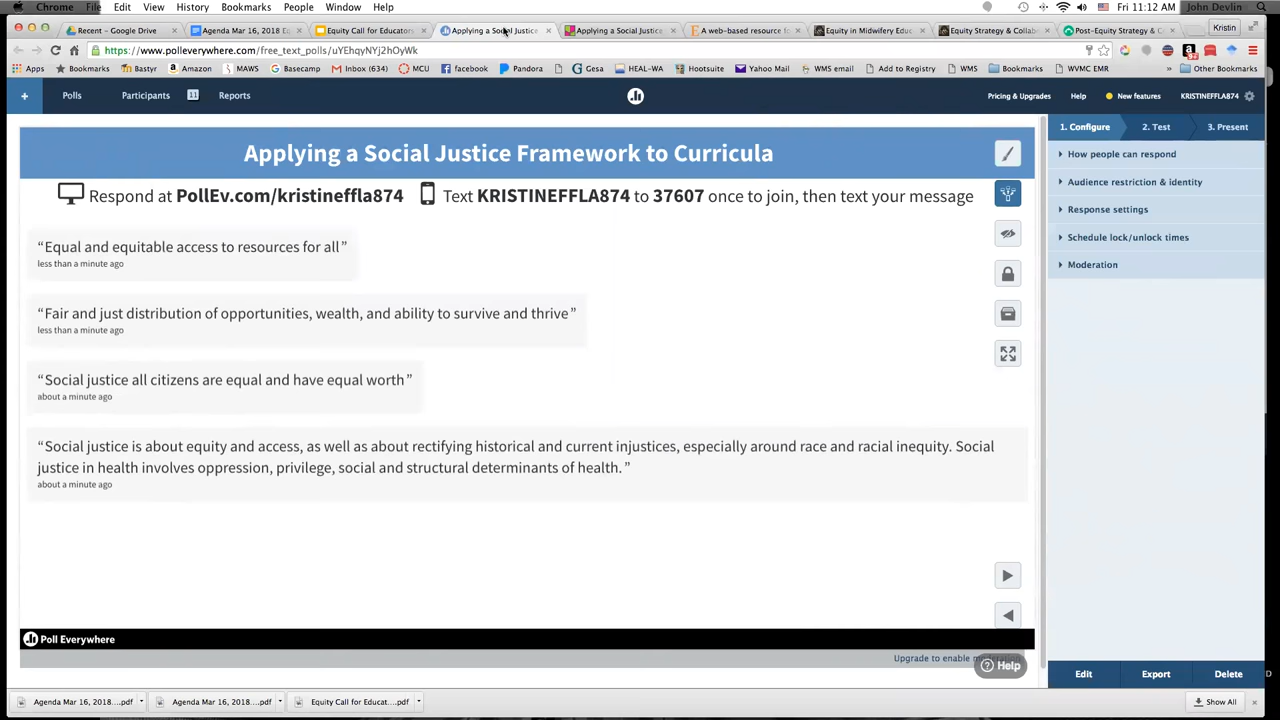 Chrome File Edit View History Bookmarks People Window Help Fri 11:12 AM John Devlin
Recent – Google Drive Agenda Mar 16, 2018 Eq Equity Call for Educators Applying a Social Justice Applying a Social Justice A web-based resource fo Equity in Midwifery Educ Equity Strategy & Collab Post-Equity Strategy & C Kristin
https://www.polleverywhere.com/free_text_polls/uYEhqyNYj2hOyWk
Apps Bookmarks Bastyr Amazon MAWS Basecamp Inbox (634) MCU facebook Pandora Gesa HEAL-WA Hootsuite Yahoo Mail WMS email Add to Registry WMS Bookmarks WVMC EMR » Other Bookmarks
+ Polls Participants 11 Reports Pricing & Upgrades Help New features KRISTINEFFLA874
Applying a Social Justice Framework to Curricula
Respond at PollEv.com/kristineffla874 Text KRISTINEFFLA874 to 37607 once to join, then text your message
“Equal and equitable access to resources for all”
less than a minute ago
“Fair and just distribution of opportunities, wealth, and ability to survive and thrive”
less than a minute ago
“Social justice all citizens are equal and have equal worth”
about a minute ago
“Social justice is about equity and access, as well as about rectifying historical and current injustices, especially around race and racial inequity. Social
justice in health involves oppression, privilege, social and structural determinants of health. ”
about a minute ago
1. Configure 2. Test 3. Present
How people can respond
Audience restriction & identity
Response settings
Schedule lock/unlock times
Moderation
Poll Everywhere
Upgrade to enable
Help
Edit Export Delete
Agenda Mar 16, 2018....pdf Agenda Mar 16, 2018....pdf Equity Call for Educat....pdf Show All